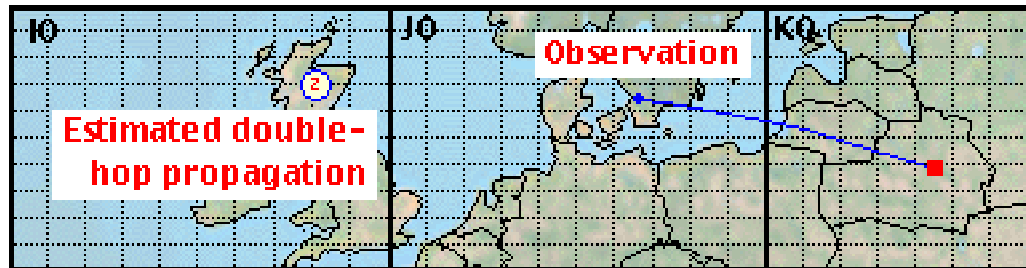 IO
JO
KO
Observation
2
Estimated double-
hop propagation